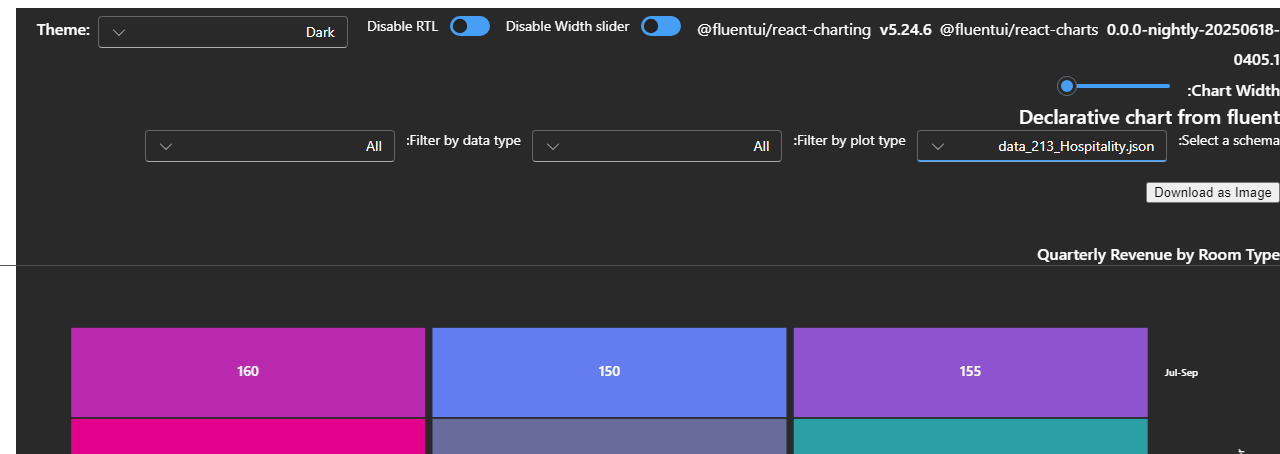 Theme: Dark Disable RTL Disable Width slider @fluentui/react-charting v5.24.6 @fluentui/react-charts 0.0.0-nightly-20250618-
0405.1
:Chart Width
Declarative chart from fluent
:Select a schema data_213_Hospitality.json :Filter by plot type All :Filter by data type All
Download as Image
Quarterly Revenue by Room Type
160 150 155 Jul-Sep